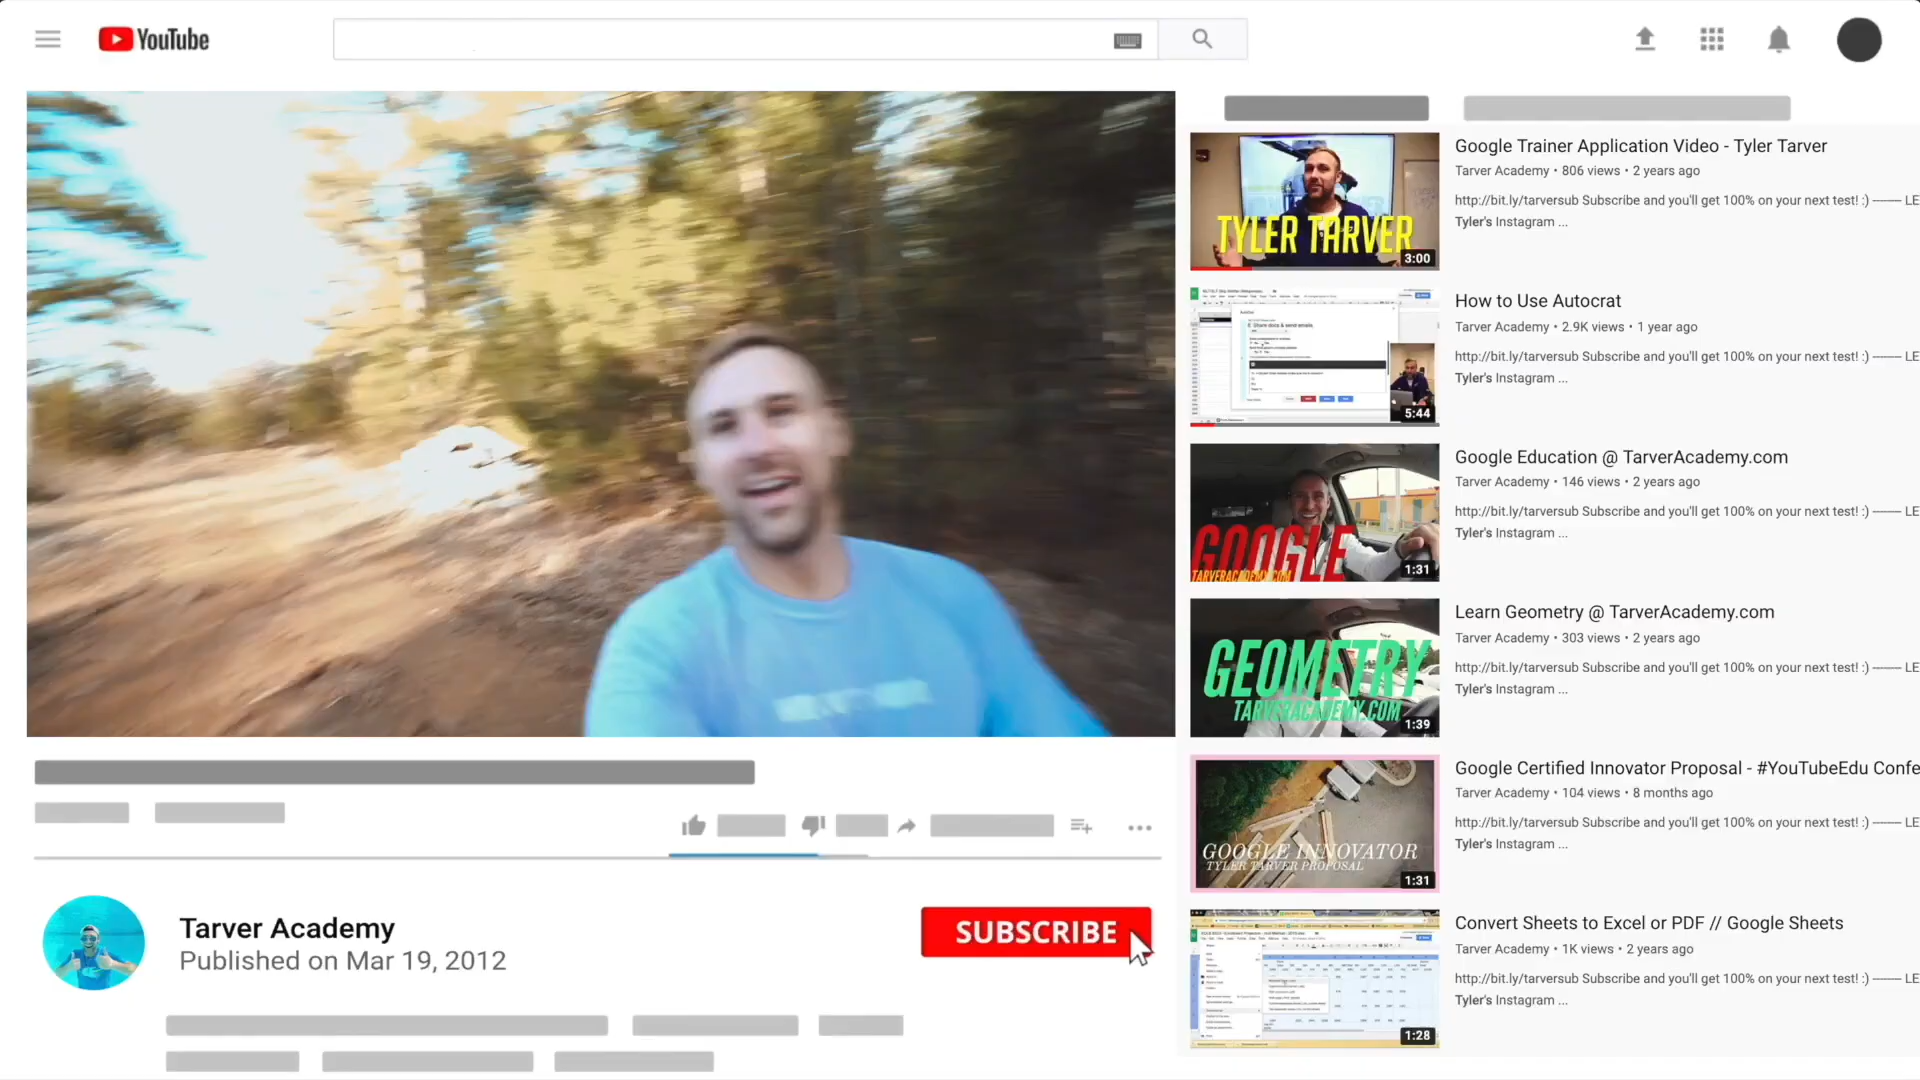 YouTube
Google Trainer Application Video - Tyler Tarver
Tarver Academy • 806 views • 2 years ago
http://bit.ly/tarversub Subscribe and you'll get 100% on your next test! :) ------- LE
Tyler's Instagram ...
TYLER TARVER
3:00
How to Use Autocrat
Tarver Academy • 2.9K views • 1 year ago
http://bit.ly/tarversub Subscribe and you'll get 100% on your next test! :) ------- LE
Tyler's Instagram ...
Share docs & send emails
5:44
Google Education @ TarverAcademy.com
Tarver Academy • 146 views • 2 years ago
http://bit.ly/tarversub Subscribe and you'll get 100% on your next test! :) ------- LE
Tyler's Instagram ...
GOOGLE
TARVERACADEMY.COM
1:31
Learn Geometry @ TarverAcademy.com
Tarver Academy • 303 views • 2 years ago
http://bit.ly/tarversub Subscribe and you'll get 100% on your next test! :) ------- LE
Tyler's Instagram ...
GEOMETRY
TARVERACADEMY.COM
1:39
Google Certified Innovator Proposal - #YouTubeEdu Confe
Tarver Academy • 104 views • 8 months ago
http://bit.ly/tarversub Subscribe and you'll get 100% on your next test! :) ------- LE
Tyler's Instagram ...
GOOGLE INNOVATOR
TYLER TARVER PROPOSAL
1:31
Tarver Academy
Published on Mar 19, 2012
SUBSCRIBE
Convert Sheets to Excel or PDF // Google Sheets
Tarver Academy • 1K views • 2 years ago
http://bit.ly/tarversub Subscribe and you'll get 100% on your next test! :) ------- LE
Tyler's Instagram ...
1:28